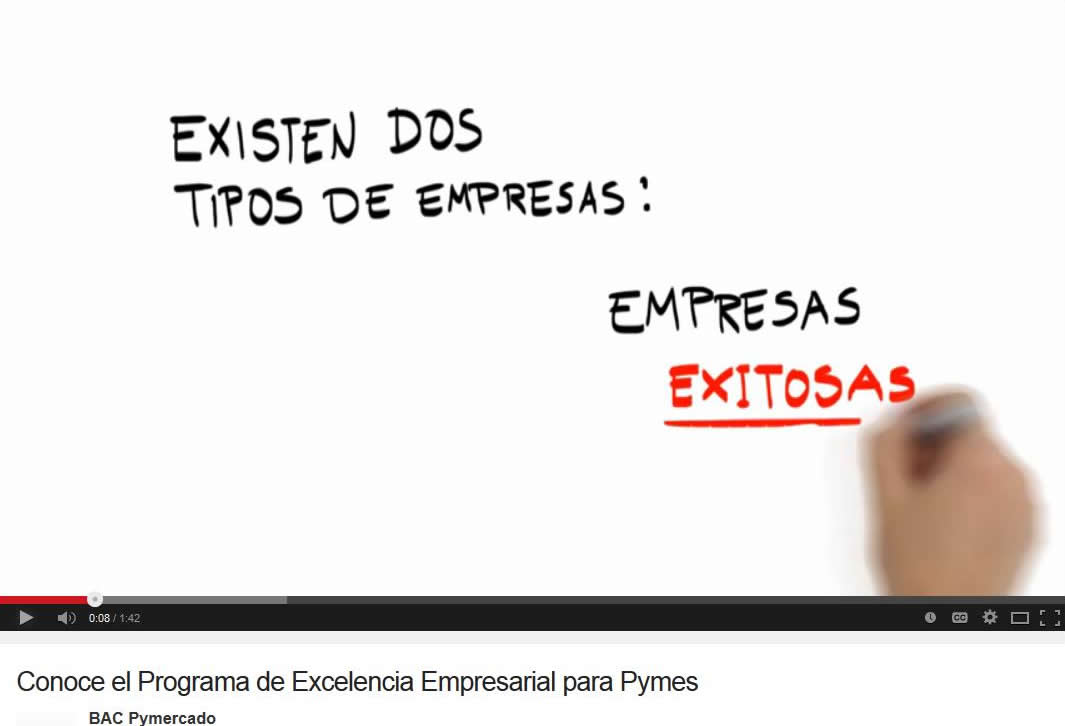 EXISTEN DOS
TIPOS DE EMPRESAS:
EMPRESAS
EXITOSAS
0:08 / 1:42
CC
Conoce el Programa de Excelencia Empresarial para Pymes
BAC Pymercado